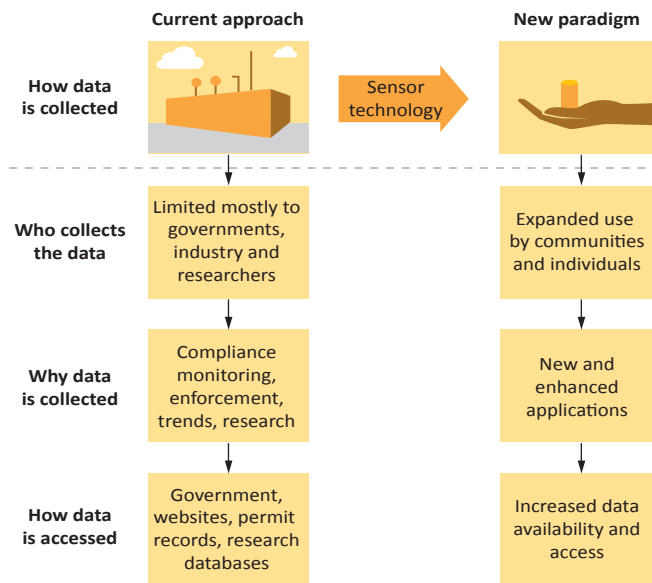 Current approach
New paradigm
How data
is collected
Sensor
technology
Who collects
the data
Limited mostly to
governments,
industry and
researchers
Expanded use
by communities
and individuals
Why data
is collected
Compliance
monitoring,
enforcement,
trends, research
New and
enhanced
applications
How data
is accessed
Government,
websites, permit
records, research
databases
Increased data
availability and
access